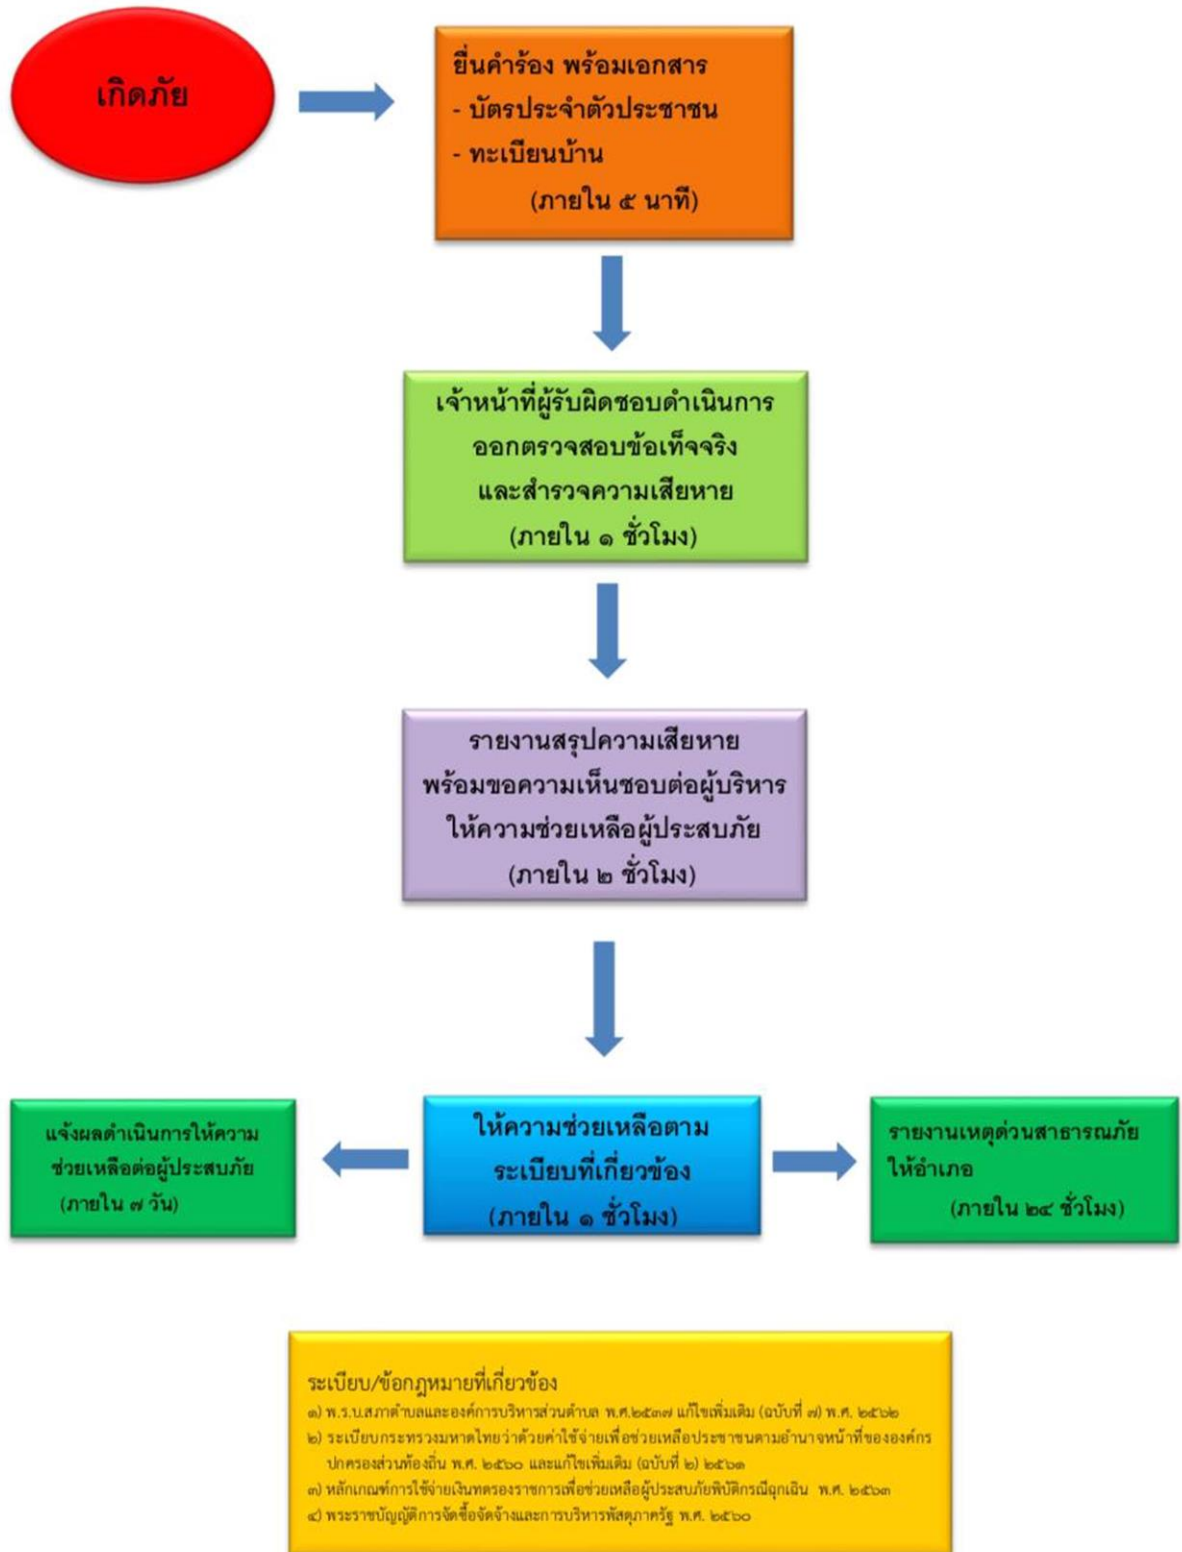 เกิดภัย
ยื่นคำร้อง พร้อมเอกสาร
- บัตรประจำตัวประชาชน
- ทะเบียนบ้าน
(ภายใน ๕ นาที)
เจ้าหน้าที่ผู้รับผิดชอบดำเนินการ
ออกตรวจสอบข้อเท็จจริง
และสำรวจความเสียหาย
(ภายใน ๑ ชั่วโมง)
รายงานสรุปความเสียหาย
พร้อมขอความเห็นชอบต่อผู้บริหาร
ให้ความช่วยเหลือผู้ประสบภัย
(ภายใน ๒ ชั่วโมง)
แจ้งผลดำเนินการให้ความ
ช่วยเหลือต่อผู้ประสบภัย
(ภายใน ๗ วัน)
ให้ความช่วยเหลือตาม
ระเบียบที่เกี่ยวข้อง
(ภายใน ๑ ชั่วโมง)
รายงานเหตุด่วนสาธารณภัย
ให้อำเภอ
(ภายใน ๒๔ ชั่วโมง)
ระเบียบ/ข้อกฎหมายที่เกี่ยวข้อง
๑) พ.ร.บ.สภาตำบลและองค์การบริหารส่วนตำบล พ.ศ.๒๕๓๗ แก้ไขเพิ่มเติม (ฉบับที่ ๗) พ.ศ. ๒๕๖๒
๒) ระเบียบกระทรวงมหาดไทยว่าด้วยค่าใช้จ่ายเพื่อช่วยเหลือประชาชนตามอำนาจหน้าที่ขององค์กร
ปกครองส่วนท้องถิ่น พ.ศ. ๒๕๖๐ และแก้ไขเพิ่มเติม (ฉบับที่ ๒) ๒๕๖๑
๓) หลักเกณฑ์การใช้จ่ายเงินทดรองราชการเพื่อช่วยเหลือผู้ประสบภัยพิบัติกรณีฉุกเฉิน พ.ศ. ๒๕๖๓
๔) พระราชบัญญัติการจัดซื้อจัดจ้างและการบริหารพัสดุภาครัฐ พ.ศ. ๒๕๖๐